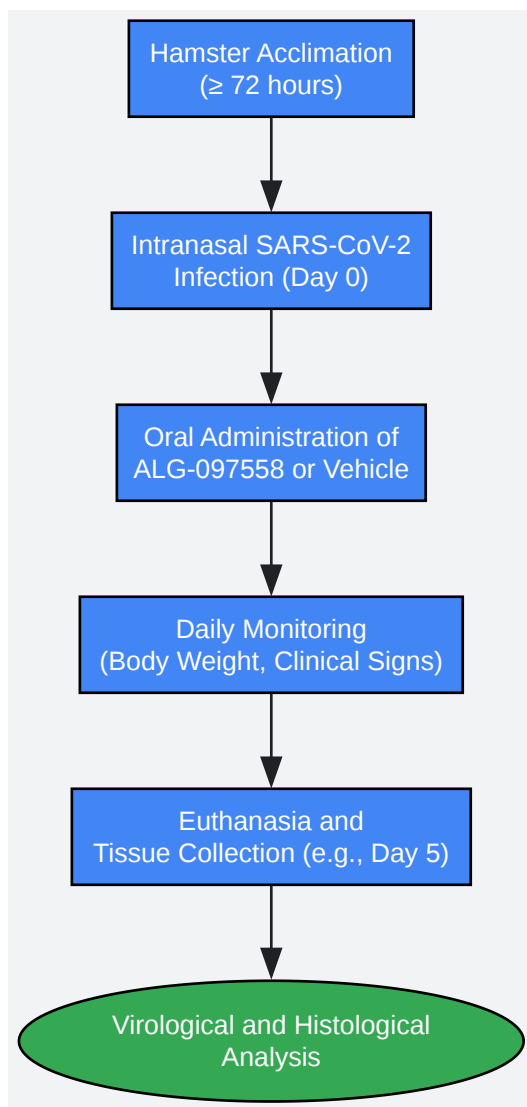 Hamster Acclimation
(≥ 72 hours)
Intranasal SARS-CoV-2
Infection (Day 0)
Oral Administration of
ALG-097558 or Vehicle
Daily Monitoring
(Body Weight, Clinical Signs)
Euthanasia and
Tissue Collection (e.g., Day 5)
Virological and Histological
Analysis